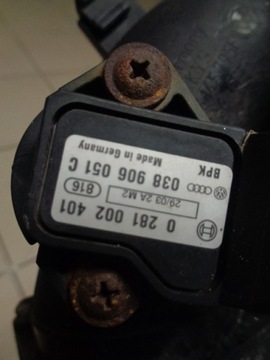 0 281 002 401
29/03 2A M2 816
038 906 051 C
Made in Germany
BPK